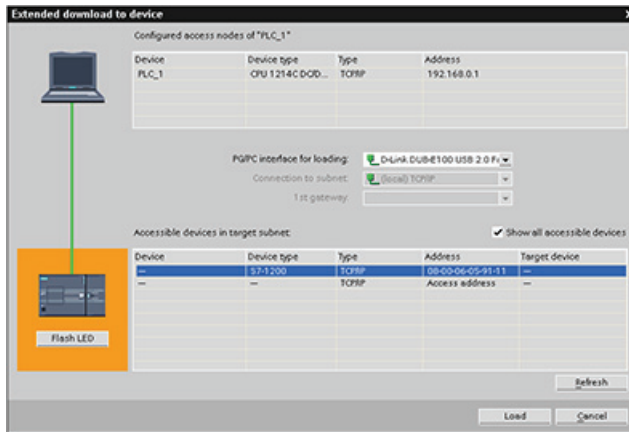 Extended download to device
Configured access nodes of "PLC_1"
Device Device type Type Address
PLC_1 CPU 1214C DC/D... TCP/IP 192.168.0.1
PG/PC interface for loading: D-Link DUB-E100 USB 2.0 Fa
Connection to subnet: (local) TCP/IP
1st gateway:
Accessible devices in target subnet: Show all accessible devices
Device Device type Type Address Target device
— S7-1200 TCP/IP 08-00-06-05-91-11 —
— — TCP/IP Access address —
Flash LED
Refresh
Load Cancel